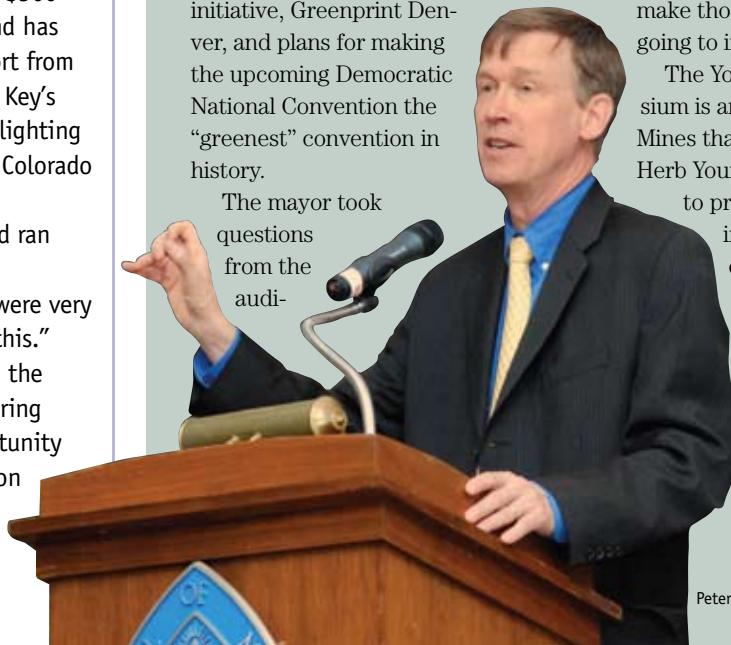 nd has
rt from
Key's
lighting
Colorado
d ran
were very
this."
the
ring
tunity
on
initiative, Greenprint Den-
ver, and plans for making
the upcoming Democratic
National Convention the
"greenest" convention in
history.
The mayor took
questions
from the
audi-
make tho
going to i
The Yo
sium is a
Mines tha
Herb You
to pr
i
Peter
OF